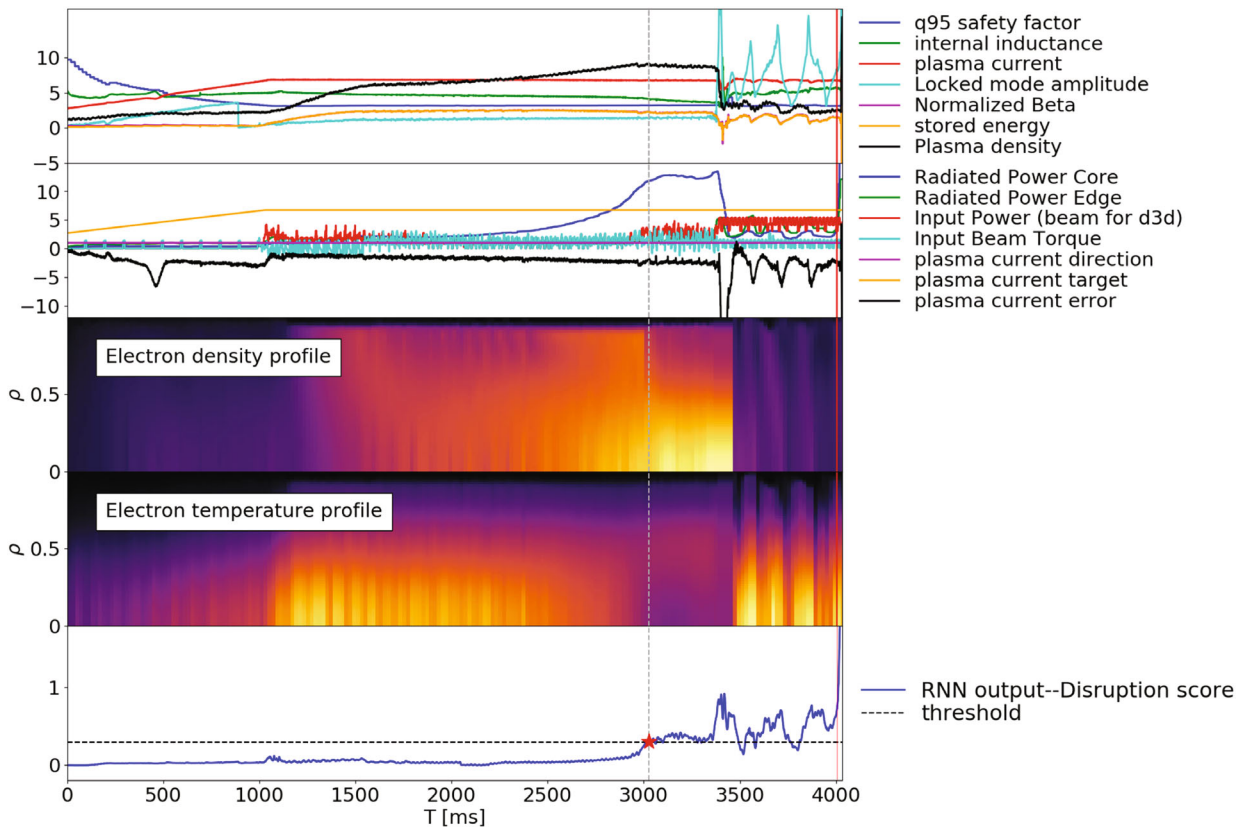 10
5
0
−5
q95 safety factor
internal inductance
plasma current
Locked mode amplitude
Normalized Beta
stored energy
Plasma density
10
5
0
−5
−10
Radiated Power Core
Radiated Power Edge
Input Power (beam for d3d)
Input Beam Torque
plasma current direction
plasma current target
plasma current error
Electron density profile
ρ
0.5
0
Electron temperature profile
ρ
0.5
0
1
0
RNN output--Disruption score
threshold
0 500 1000 1500 2000 2500 3000 3500 4000
T [ms]